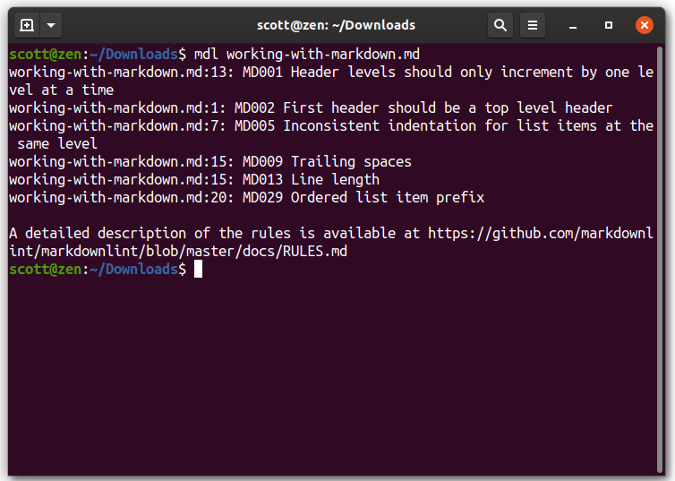 scott@zen: ~/Downloads
scott@zen:~/Downloads$ mdl working-with-markdown.md
working-with-markdown.md:13: MD001 Header levels should only increment by one le
vel at a time
working-with-markdown.md:1: MD002 First header should be a top level header
working-with-markdown.md:7: MD005 Inconsistent indentation for list items at the
 same level
working-with-markdown.md:15: MD009 Trailing spaces
working-with-markdown.md:15: MD013 Line length
working-with-markdown.md:20: MD029 Ordered list item prefix

A detailed description of the rules is available at https://github.com/markdownl
int/markdownlint/blob/master/docs/RULES.md
scott@zen:~/Downloads$